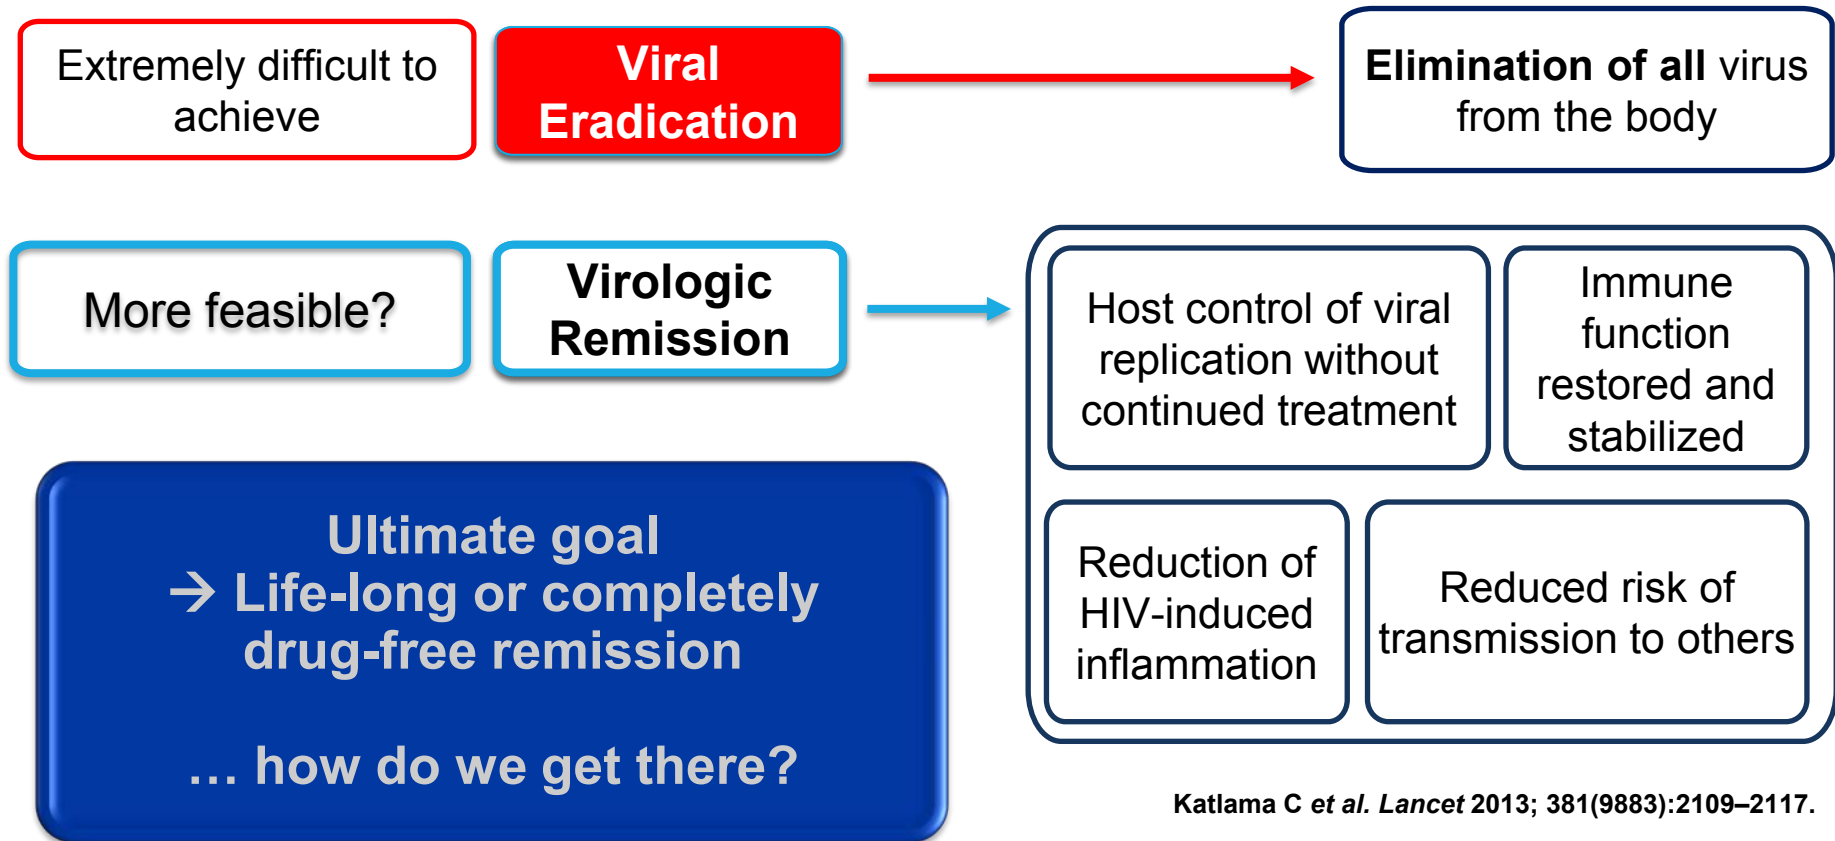 Extremely difficult to
achieve
Viral
Eradication
Elimination of all virus
from the body
More feasible?
Virologic
Remission
Host control of viral
replication without
continued treatment
Immune
function
restored and
stabilized
Reduction of
HIV-induced
inflammation
Reduced risk of
transmission to others
Ultimate goal
→ Life-long or completely
drug-free remission
... how do we get there?
Katlama C et al. Lancet 2013; 381(9883):2109–2117.